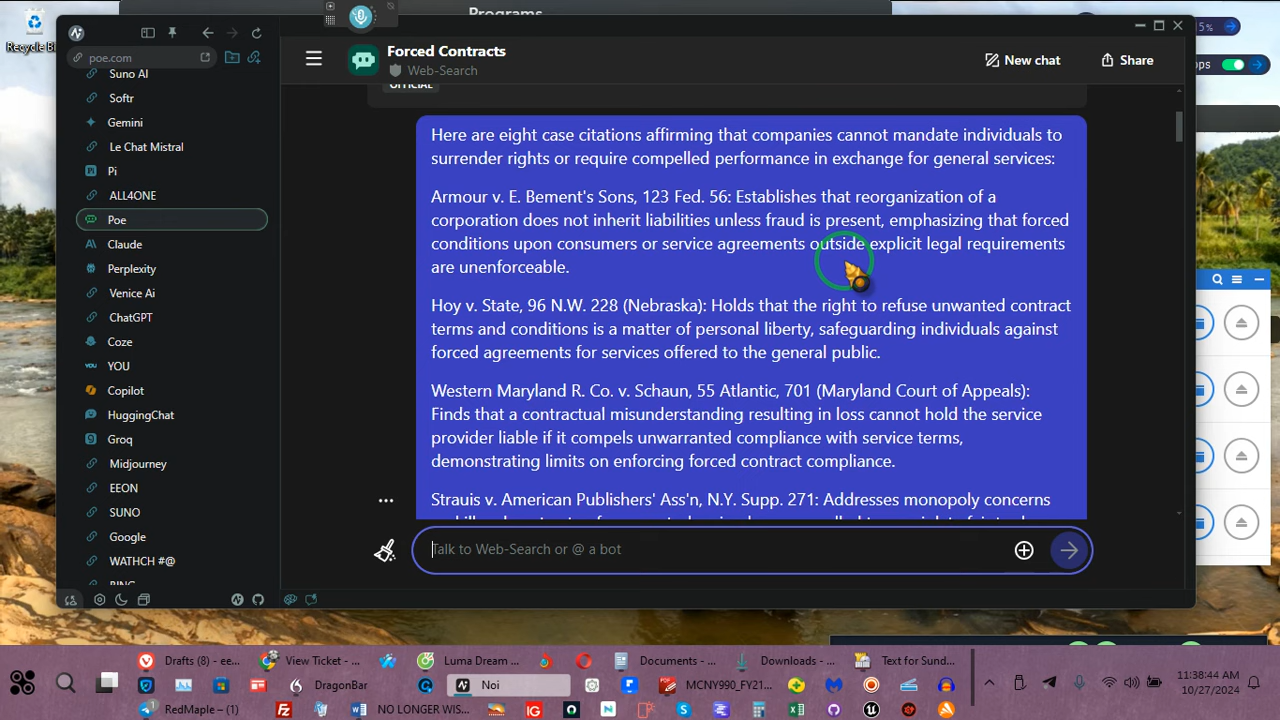 Programs
Recycle Bi
5%
ops
poe.com
Suno AI
Softr
Gemini
Le Chat Mistral
Pi
ALL4ONE
Poe
Claude
Perplexity
Venice Ai
ChatGPT
Coze
YOU
Copilot
HuggingChat
Groq
Midjourney
EEON
SUNO
Google
WATHCH #@
BING
Forced Contracts
Web-Search
New chat
Share
OFFICIAL
Here are eight case citations affirming that companies cannot mandate individuals to
surrender rights or require compelled performance in exchange for general services:
Armour v. E. Bement's Sons, 123 Fed. 56: Establishes that reorganization of a
corporation does not inherit liabilities unless fraud is present, emphasizing that forced
conditions upon consumers or service agreements outside explicit legal requirements
are unenforceable.
Hoy v. State, 96 N.W. 228 (Nebraska): Holds that the right to refuse unwanted contract
terms and conditions is a matter of personal liberty, safeguarding individuals against
forced agreements for services offered to the general public.
Western Maryland R. Co. v. Schaun, 55 Atlantic, 701 (Maryland Court of Appeals):
Finds that a contractual misunderstanding resulting in loss cannot hold the service
provider liable if it compels unwarranted compliance with service terms,
demonstrating limits on enforcing forced contract compliance.
Strauis v. American Publishers' Ass'n, N.Y. Supp. 271: Addresses monopoly concerns
Talk to Web-Search or @ a bot
Drafts (8) - ee...
View Ticket - ...
Luma Dream ...
Documents - ...
Downloads - ...
Text for Sund...
DragonBar
Noi
MCNY990_FY21...
RedMaple – (1)
NO LONGER WIS...
11:38:44 AM
10/27/2024